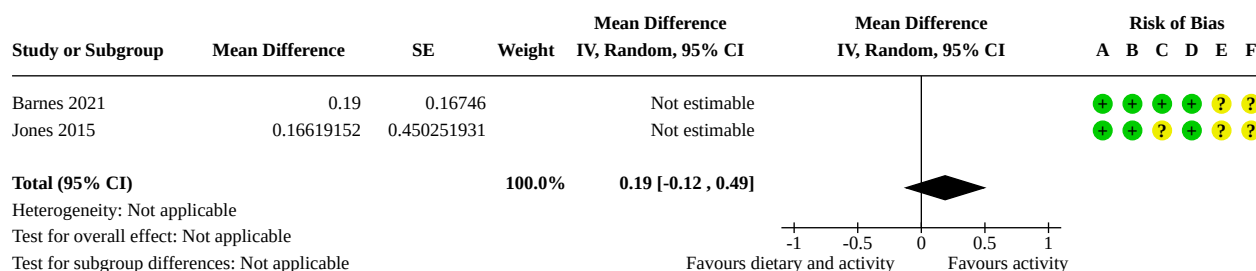 Mean Difference Mean Difference Risk of Bias
Study or Subgroup Mean Difference SE Weight IV, Random, 95% CI IV, Random, 95% CI A B C D E F
Barnes 2021 0.19 0.16746 Not estimable + + + + ? ?
Jones 2015 0.16619152 0.450251931 Not estimable + + ? + ? ?
Total (95% CI) 100.0% 0.19 [-0.12 , 0.49]
Heterogeneity: Not applicable
Test for overall effect: Not applicable -1 -0.5 0 0.5 1
Test for subgroup differences: Not applicable Favours dietary and activity Favours activity